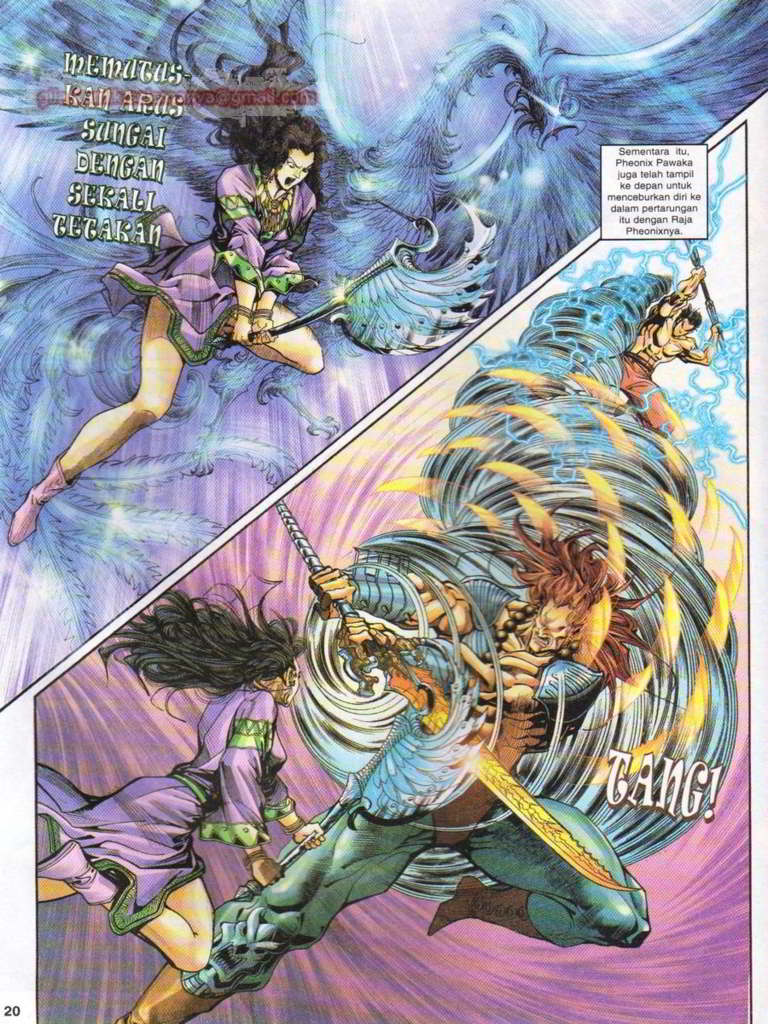 MEMUTUS-
KAN ARUS
SUNGAI
DENGAN
SEKALI
TETAKAN
Sementara itu,
Pheonix Pawaka
juga telah tampil
ke depan untuk
menceburkan diri ke
dalam pertarungan
itu dengan Raja
Pheonixnya.
TANG!
20